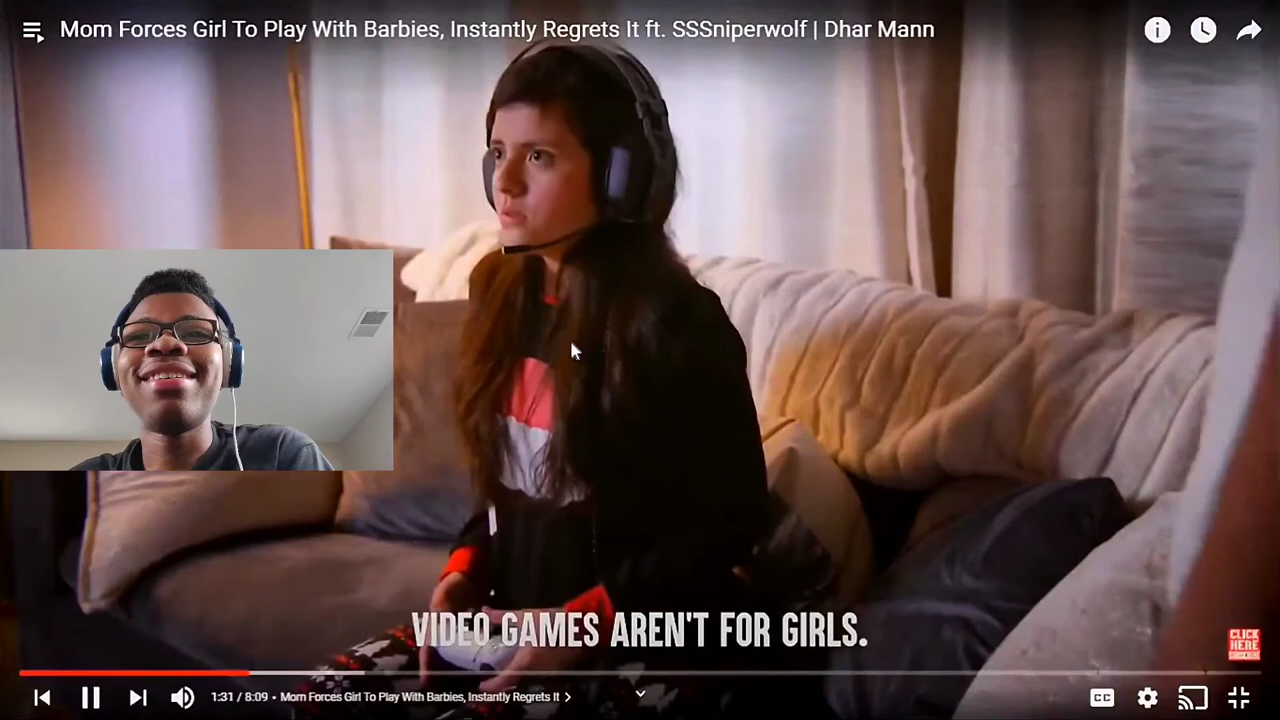 Mom Forces Girl To Play With Barbies, Instantly Regrets It ft. SSSniperwolf | Dhar Mann
VIDEO GAMES AREN'T FOR GIRLS.
CLICK
HERE
1:31 / 8:09 • Mom Forces Girl To Play With Barbies, Instantly Regrets It
CC